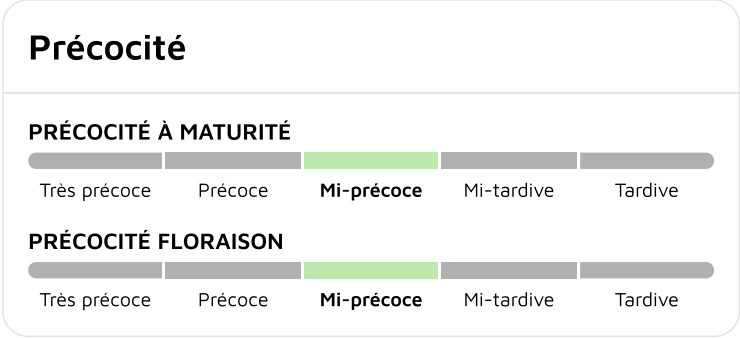 Précocité
PRÉCOCITÉ À MATURITÉ
Très précoce Précoce Mi-précoce Mi-tardive Tardive
PRÉCOCITÉ FLORAISON
Très précoce Précoce Mi-précoce Mi-tardive Tardive